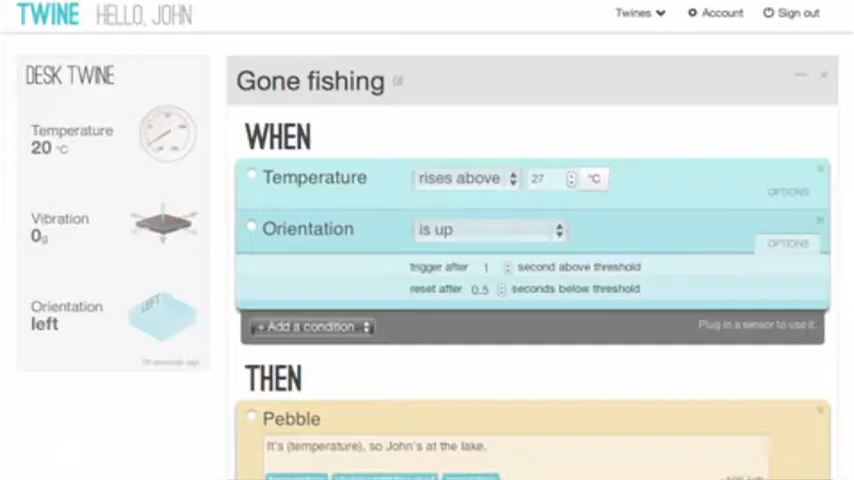 TWINE HELLO, JOHN
Twines Account Sign out
DESK TWINE
Temperature
20 °C
Vibration
0g
Orientation
left
LEFT
Gone fishing
WHEN
Temperature rises above 27 °C
OPTIONS
Orientation is up
OPTIONS
trigger after 1 second above threshold
reset after 0.5 seconds below threshold
+ Add a condition Plug in a sensor to use it.
THEN
Pebble
It's (temperature), so John's at the lake.